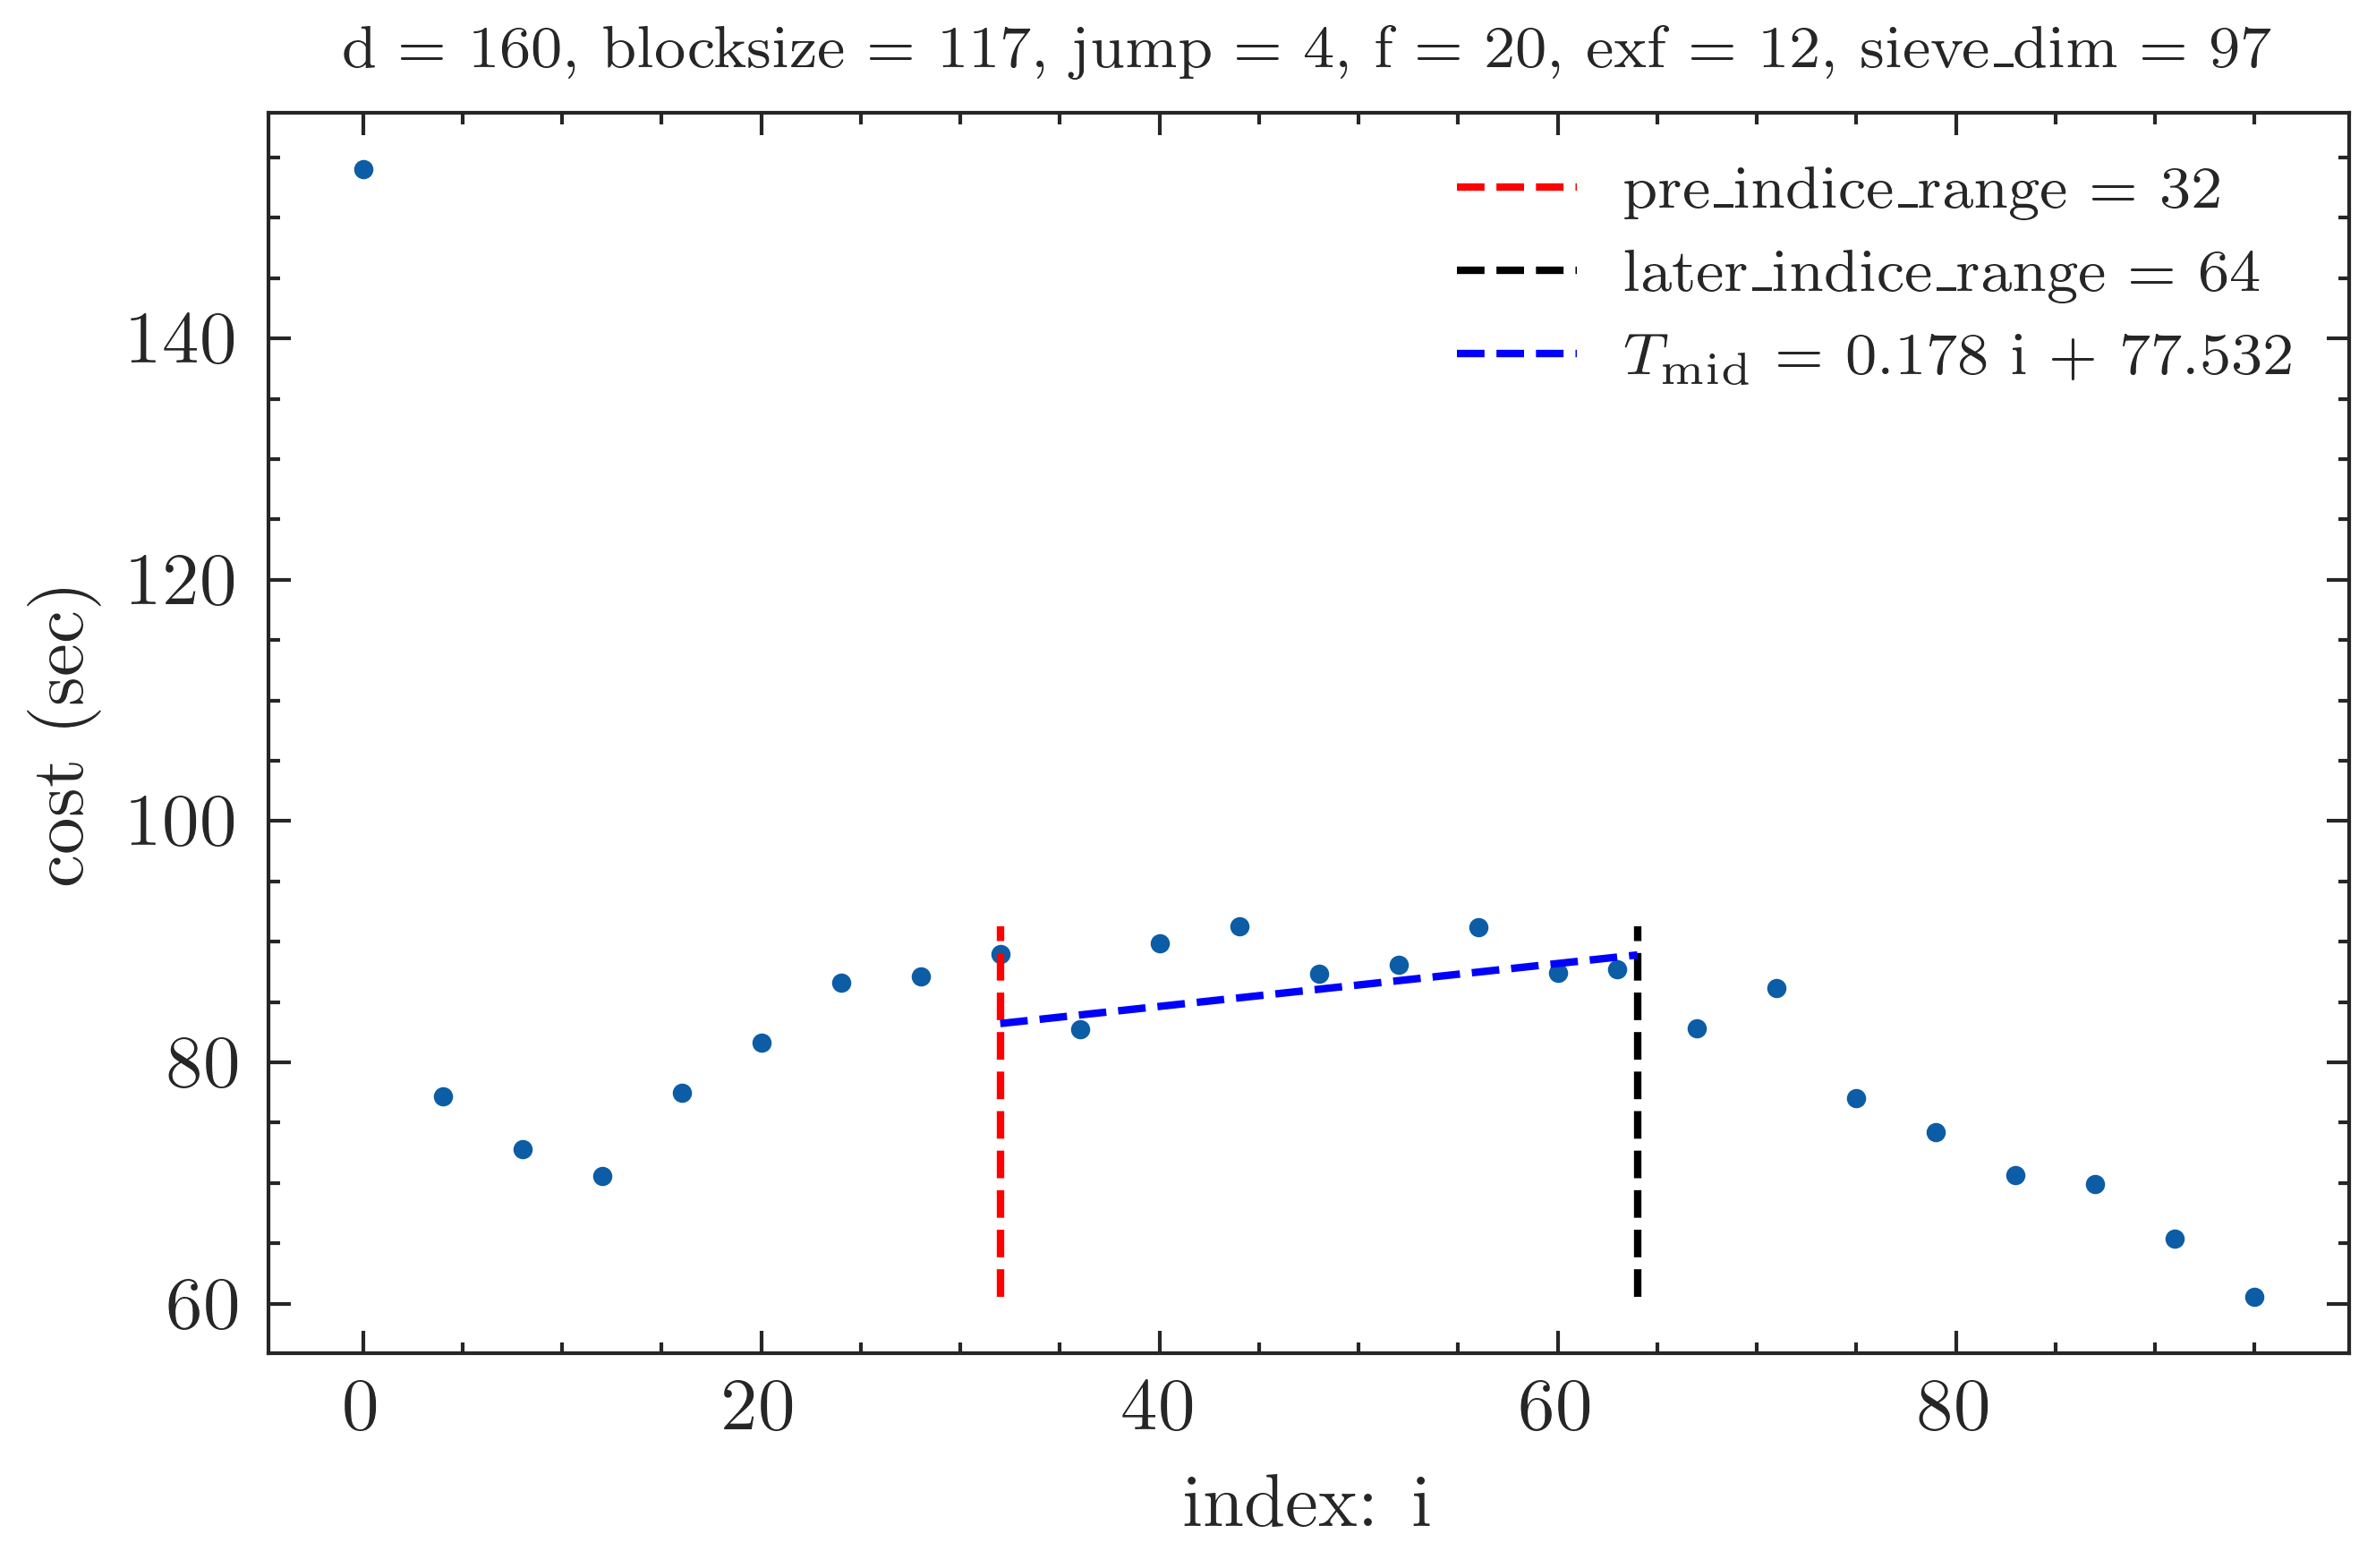 d = 160, blocksize = 117, jump = 4, f = 20, exf = 12, sieve_dim = 97
pre_indice_range = 32
later_indice_range = 64
T_mid = 0.178 i + 77.532
140
120
100
80
60
cost (sec)
0 20 40 60 80
index: i